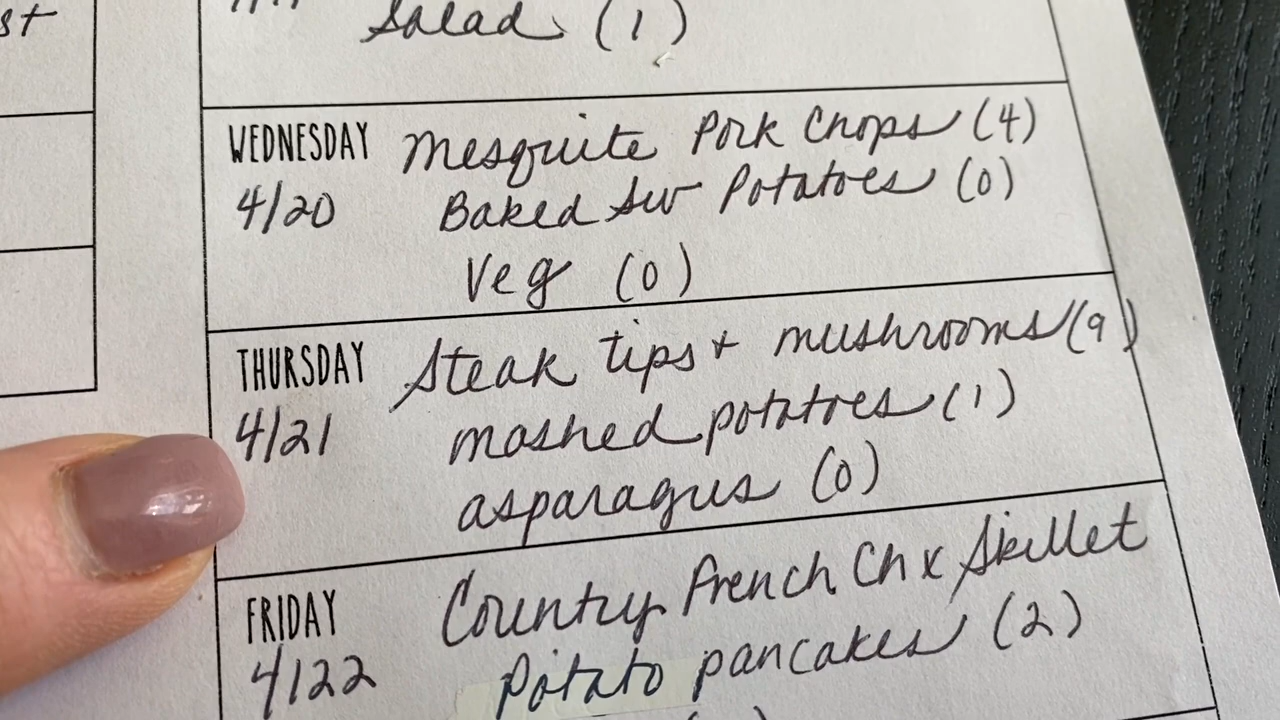 st
Salad (1)
WEDNESDAY Mesquite Pork Chops (4)
4/20 Baked Sw Potatoes (0)
Veg (0)
THURSDAY Steak tips + mushrooms (9)
4/21 mashed potatoes (1)
asparagus (0)
FRIDAY Country French Chx Skillet
4/22 Potato pancakes (2)